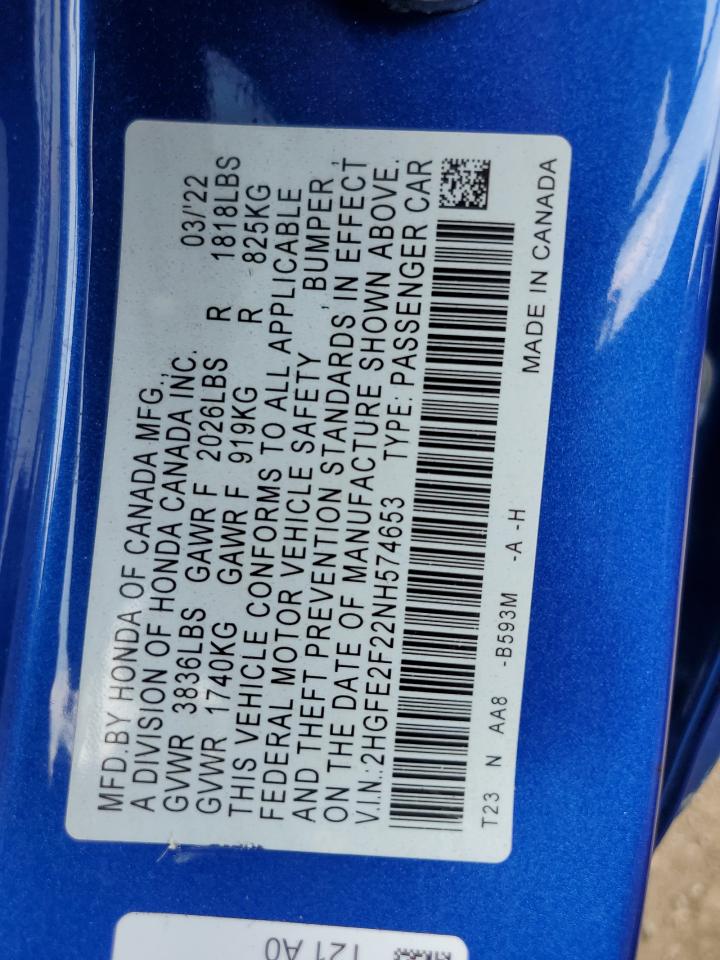 MFD.BY HONDA OF CANADA MFG.,
A DIVISION OF HONDA CANADA INC. 03/'22
GVWR 3836LBS GAWR F 2026LBS R 1818LBS
GVWR 1740KG GAWR F 919KG R 825KG
THIS VEHICLE CONFORMS TO ALL APPLICABLE
FEDERAL MOTOR VEHICLE SAFETY , BUMPER ,
AND THEFT PREVENTION STANDARDS IN EFFECT
ON THE DATE OF MANUFACTURE SHOWN ABOVE.
V.I.N.:2HGFE2F22NH574653 TYPE: PASSENGER CAR
T23 N AA8 -B593M -A -H MADE IN CANADA
121 A0